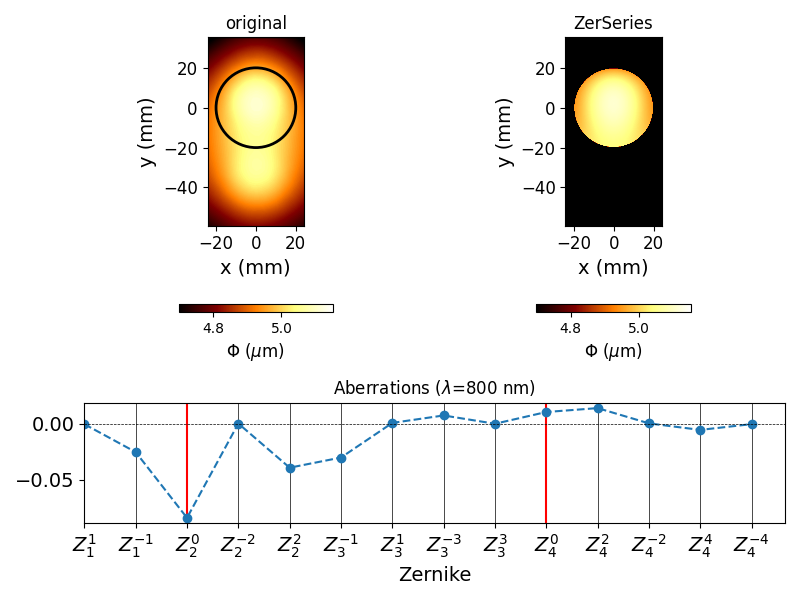 original
ZerSeries
20
0
−20
−40
y (mm)
−20 0 20
x (mm)
20
0
−20
−40
y (mm)
−20 0 20
x (mm)
4.8 5.0
Φ (μm)
4.8 5.0
Φ (μm)
Aberrations (λ=800 nm)
0.00
−0.05
Z₁¹ Z₁⁻¹ Z₂⁰ Z₂⁻² Z₂² Z₃⁻¹ Z₃¹ Z₃⁻³ Z₃³ Z₄⁰ Z₄² Z₄⁻² Z₄⁴ Z₄⁻⁴
Zernike